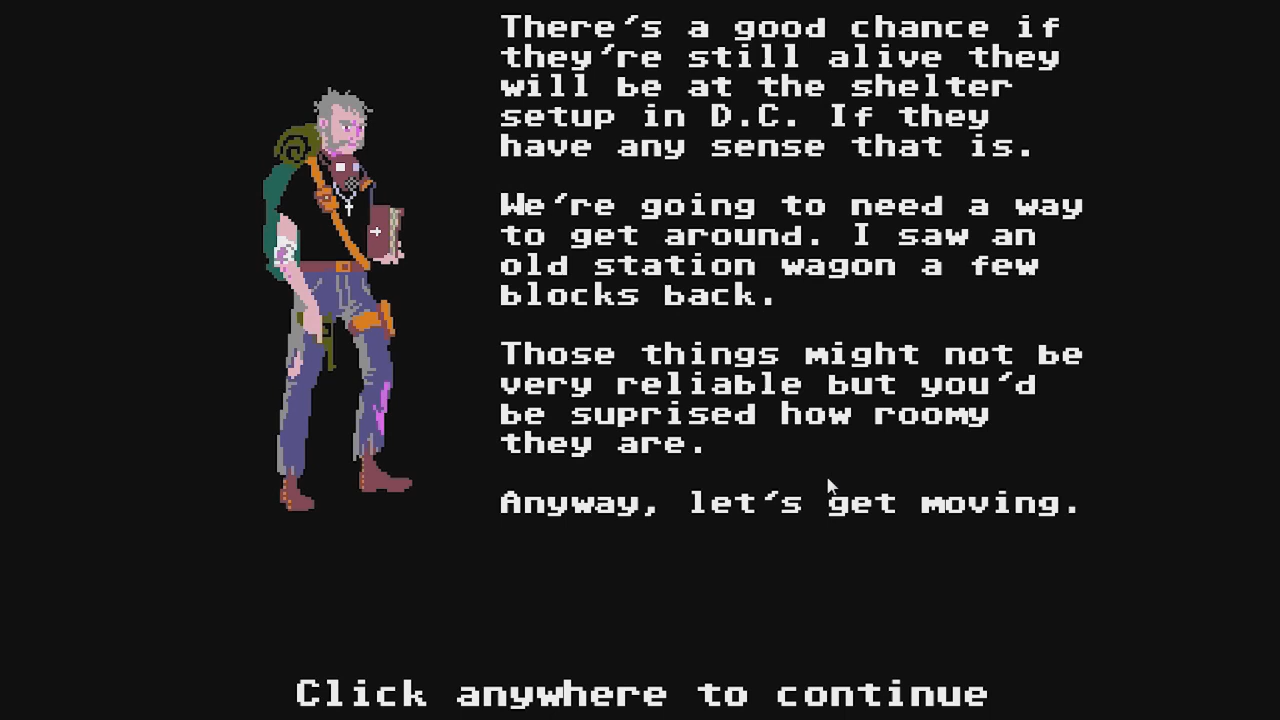 There's a good chance if
they're still alive they
will be at the shelter
setup in D.C. If they
have any sense that is.
We're going to need a way
to get around. I saw an
old station wagon a few
blocks back.
Those things might not be
very reliable but you'd
be suprised how roomy
they are.
Anyway, let's get moving.
Click anywhere to continue